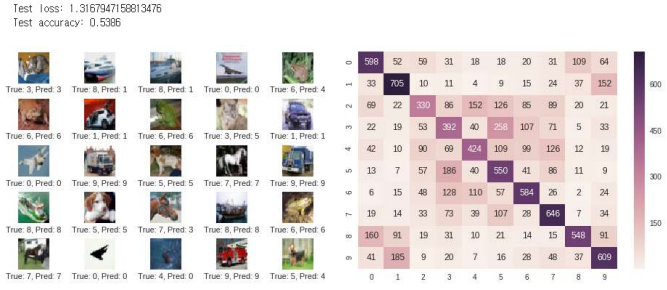 Test loss: 1.3167947158813476
Test accuracy: 0.5386
True: 3, Pred: 3 True: 8, Pred: 1 True: 8, Pred: 1 True: 0, Pred: 0 True: 6, Pred: 4
True: 6, Pred: 6 True: 1, Pred: 1 True: 6, Pred: 6 True: 3, Pred: 5 True: 1, Pred: 1
True: 0, Pred: 0 True: 9, Pred: 9 True: 5, Pred: 5 True: 7, Pred: 7 True: 9, Pred: 9
True: 8, Pred: 8 True: 5, Pred: 5 True: 7, Pred: 3 True: 8, Pred: 8 True: 6, Pred: 6
True: 7, Pred: 7 True: 0, Pred: 0 True: 4, Pred: 0 True: 9, Pred: 9 True: 5, Pred: 4
0 598 52 59 31 18 18 20 31 109 64
1 33 705 10 11 4 9 15 24 37 152
2 69 22 330 86 152 126 85 89 20 21
3 22 19 53 392 40 258 107 71 5 33
4 42 10 90 69 424 109 99 126 12 19
5 13 7 57 186 40 550 41 86 11 9
6 6 15 48 128 110 57 584 26 2 24
7 19 14 33 73 39 107 28 646 7 34
8 160 91 19 31 10 21 14 15 548 91
9 41 185 9 20 7 16 28 48 37 609
0 1 2 3 4 5 6 7 8 9
600
450
300
150